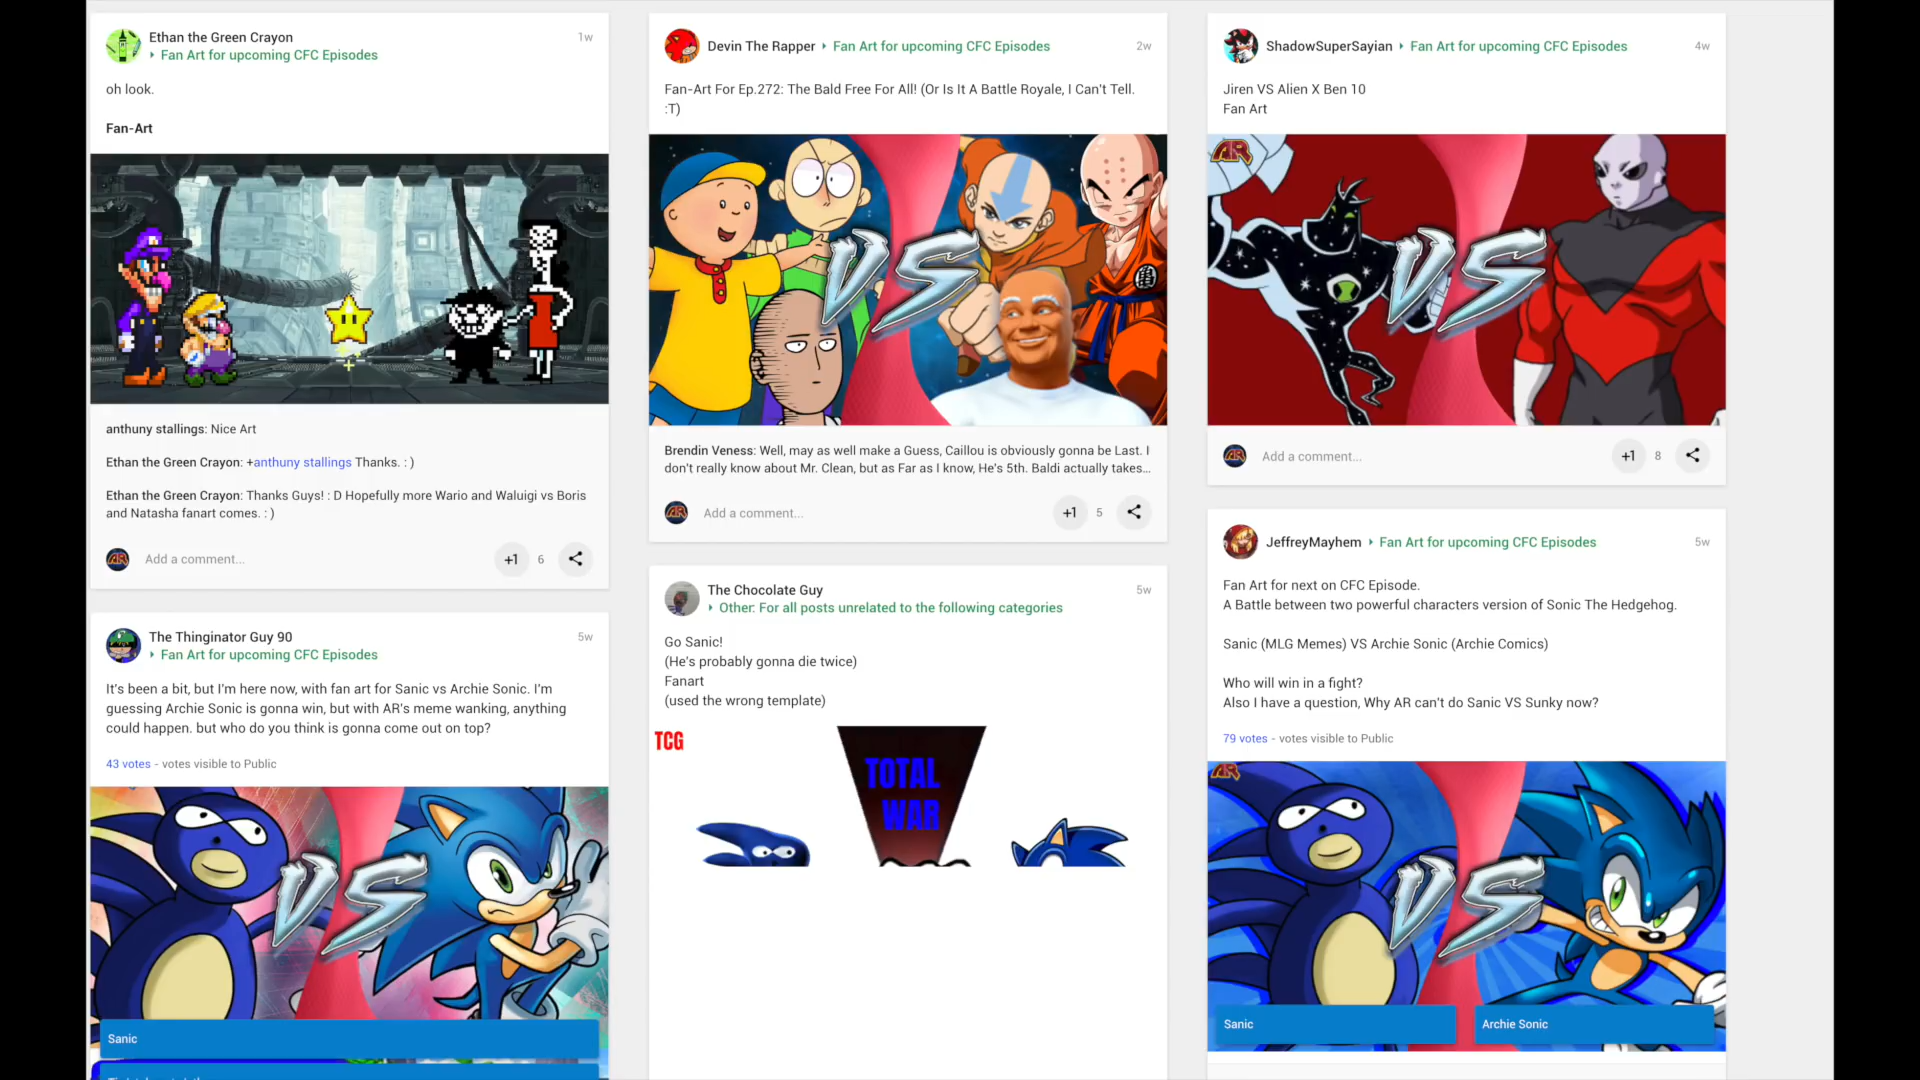 Ethan the Green Crayon
Fan Art for upcoming CFC Episodes
1w
oh look.
Fan-Art
anthuny stallings: Nice Art
Ethan the Green Crayon: +anthuny stallings Thanks. : )
Ethan the Green Crayon: Thanks Guys! : D Hopefully more Wario and Waluigi vs Boris
and Natasha fanart comes. : )
AR
Add a comment...
+1
6
The Thinginator Guy 90
Fan Art for upcoming CFC Episodes
5w
It's been a bit, but I'm here now, with fan art for Sanic vs Archie Sonic. I'm
guessing Archie Sonic is gonna win, but with AR's meme wanking, anything
could happen. but who do you think is gonna come out on top?
43 votes - votes visible to Public
VS
Sanic
Devin The Rapper
Fan Art for upcoming CFC Episodes
2w
Fan-Art For Ep.272: The Bald Free For All! (Or Is It A Battle Royale, I Can't Tell.
:T)
VS
Brendin Veness: Well, may as well make a Guess, Caillou is obviously gonna be Last. I
don't really know about Mr. Clean, but as Far as I know, He's 5th. Baldi actually takes...
AR
Add a comment...
+1
5
The Chocolate Guy
Other: For all posts unrelated to the following categories
5w
Go Sanic!
(He's probably gonna die twice)
Fanart
(used the wrong template)
TCG
TOTAL
WAR
ShadowSuperSayian
Fan Art for upcoming CFC Episodes
4w
Jiren VS Alien X Ben 10
Fan Art
AR
VS
AR
Add a comment...
+1
8
JeffreyMayhem
Fan Art for upcoming CFC Episodes
5w
Fan Art for next on CFC Episode.
A Battle between two powerful characters version of Sonic The Hedgehog.
Sanic (MLG Memes) VS Archie Sonic (Archie Comics)
Who will win in a fight?
Also I have a question, Why AR can't do Sanic VS Sunky now?
79 votes - votes visible to Public
AR
VS
Sanic
Archie Sonic